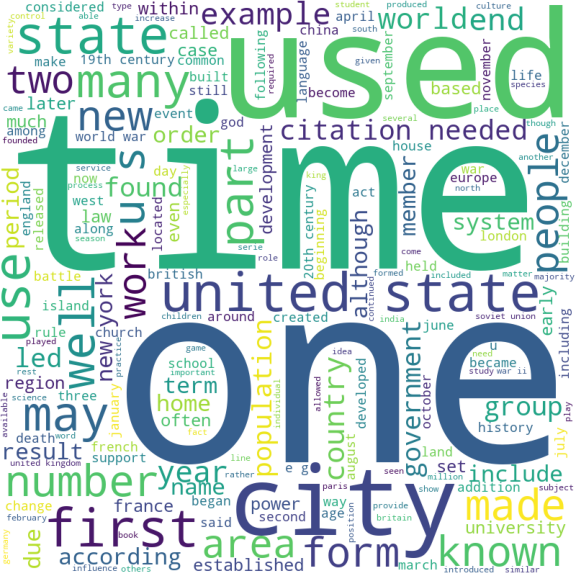 considered
type
variety
control
able
increase
within
example
april
student
produced
culture
south
state
called
following
required
china
worldend
make
19th century
case
common
language
given
used
two
many
built
become
september
based
november
life
species
came
later
still
place
founded
much
new
event
order
god
several
among
world war
citation needed
though
another
time
day
development
house
december
service
found
part
large
king
act
member
war
europe
building
people
process
now
especially
period
england
released
west
law
along
us
work
located
even
season
serie
role
north
system
london
20th century
beginning
although
held
come
matter
majority
battle
british
formed
included
use
well
island
united state
continued
early
including
rule
church
children
around
created
india
june
soviet union
played
new york
practice
one
u
led
game
idea
became
need
rest
region
school
term
population
country
developed
government
october
study
war ii
science
three
important
individual
allowed
august
group
play
available
may
january
home
often
history
july
death
word
fact
french
support
line
e g
land
result
united kingdom
year
rather
paris
seen
way
set
include
million
number
name
city
show
addition
subject
change
february
began
power
age
position
provide
made
university
first
france
said
second
britain
due
book
according
area
form
known
germany
influence
others
established
march
introduced
similar